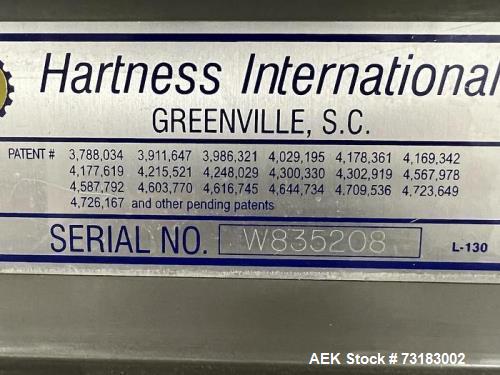 Hartness International
GREENVILLE, S.C.
PATENT # 3,788,034 3,911,647 3,986,321 4,029,195 4,178,361 4,169,342
4,177,619 4,215,521 4,248,029 4,300,330 4,302,919 4,567,978
4,587,792 4,603,770 4,616,745 4,644,734 4,709,536 4,723,649
4,726,167 and other pending patents
SERIAL NO. W835208 L-130
AEK Stock # 73183002